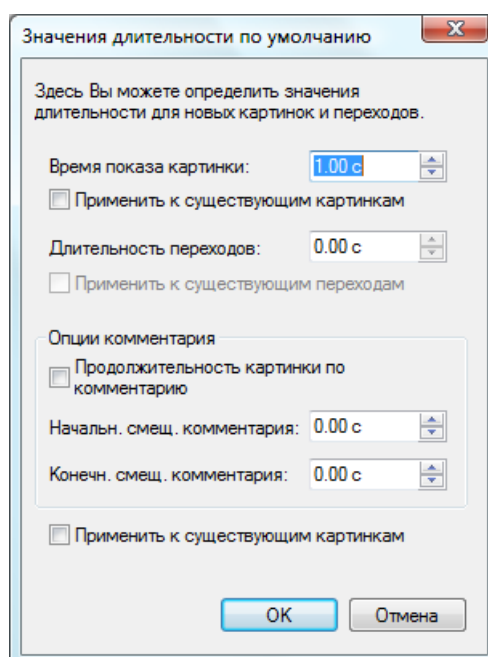 Значения длительности по умолчанию
Здесь Вы можете определить значения
длительности для новых картинок и переходов.
Время показа картинки: 1.00 с
Применить к существующим картинкам
Длительность переходов: 0.00 с
Применить к существующим переходам
Опции комментария
Продолжительность картинки по
комментарию
Начальн. смещ. комментария: 0.00 с
Конечн. смещ. комментария: 0.00 с
Применить к существующим картинкам
OK Отмена